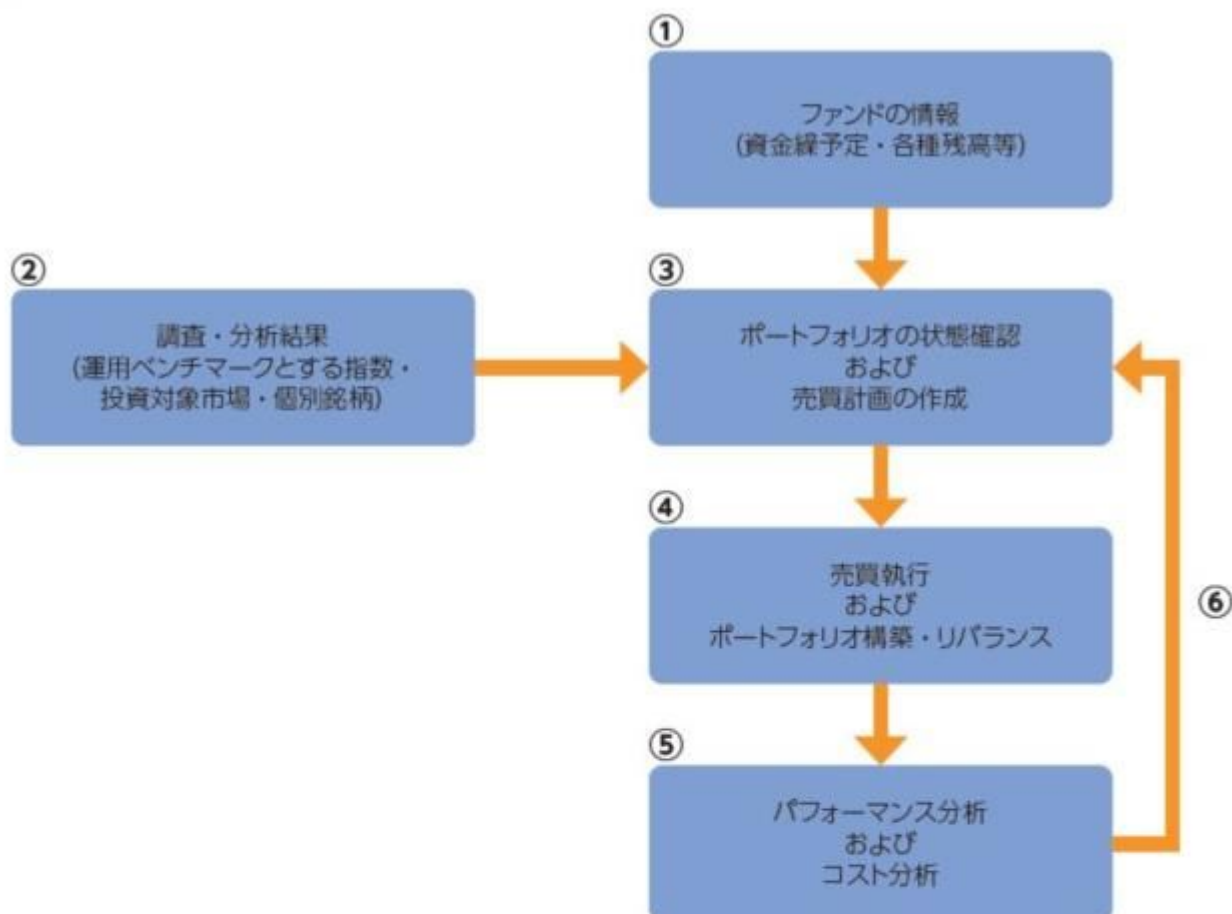 ①
ファンドの情報
(資金繰予定・各種残高等)
②
調査・分析結果
(運用ベンチマークとする指数・
投資対象市場・個別銘柄)
③
ポートフォリオの状態確認
および
売買計画の作成
④
売買執行
および
ポートフォリオ構築・リバランス
⑥
⑤
パフォーマンス分析
および
コスト分析